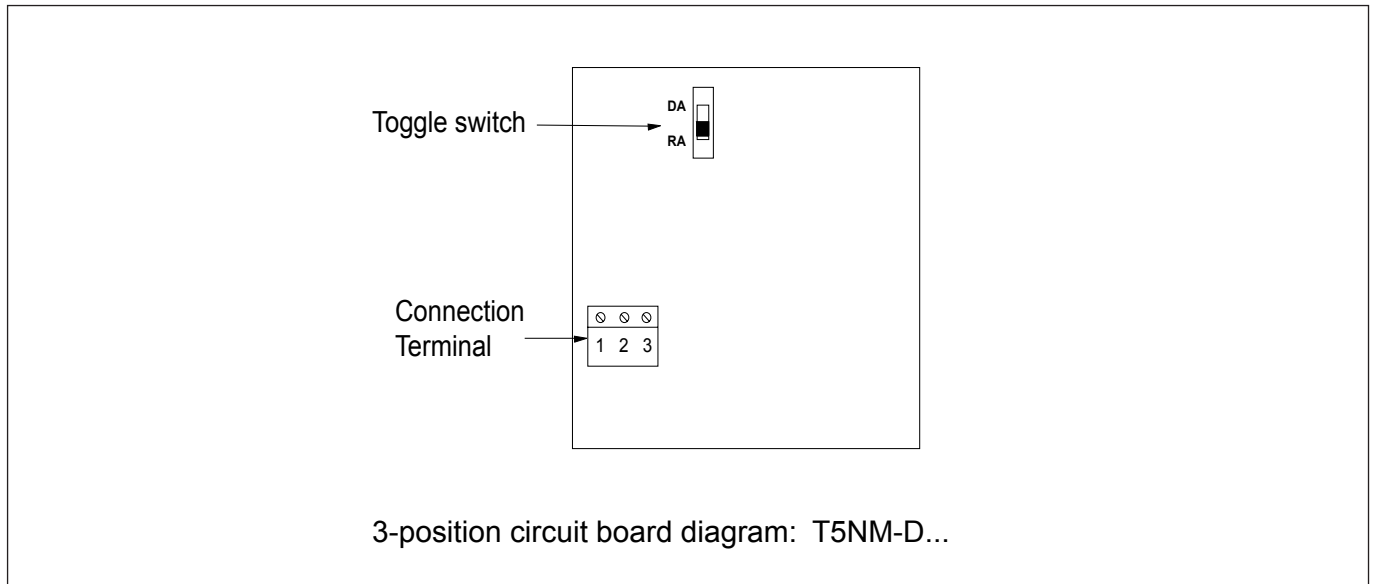 DA
Toggle switch
RA
Connection
Terminal
1 2 3
3-position circuit board diagram: T5NM-D...